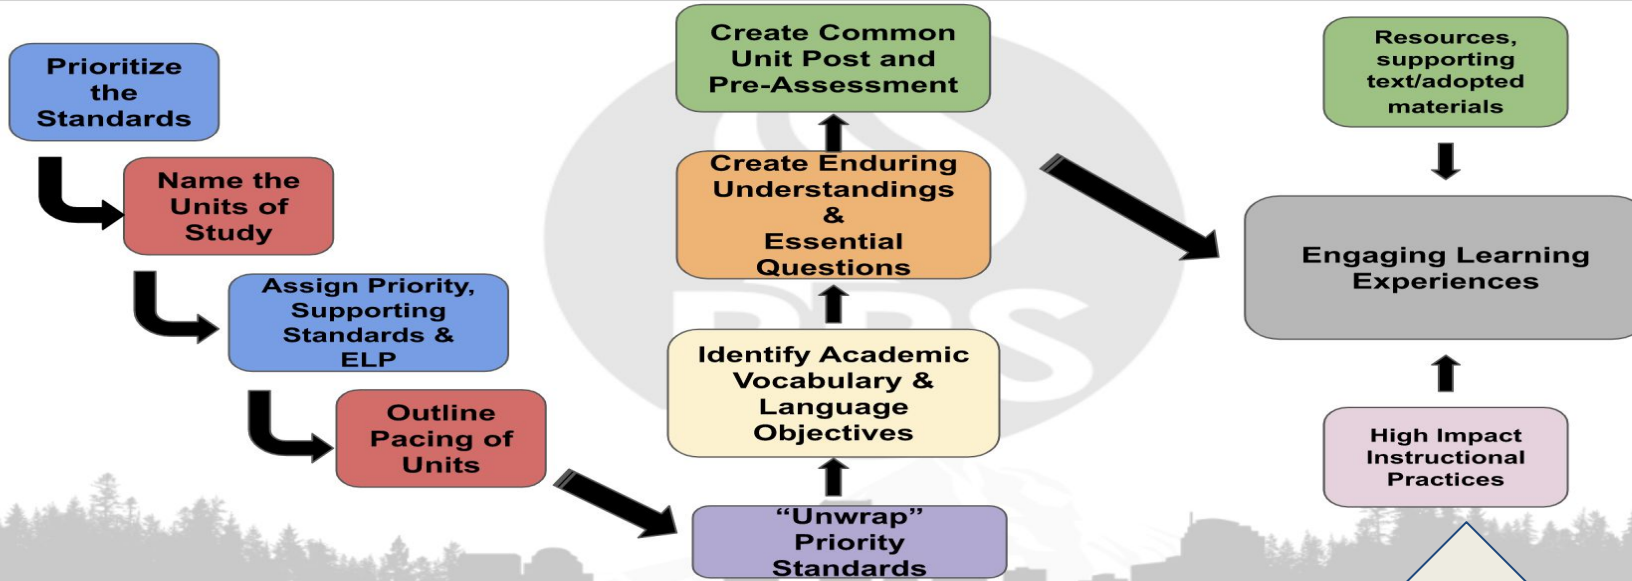 Prioritize
the
Standards
Name the
Units of
Study
Assign Priority,
Supporting
Standards &
ELP
Outline
Pacing of
Units
Create Common
Unit Post and
Pre-Assessment
Create Enduring
Understandings
&
Essential
Questions
Identify Academic
Vocabulary &
Language
Objectives
“Unwrap”
Priority
Standards
Resources,
supporting
text/adopted
materials
Engaging Learning
Experiences
High Impact
Instructional
Practices
PPS